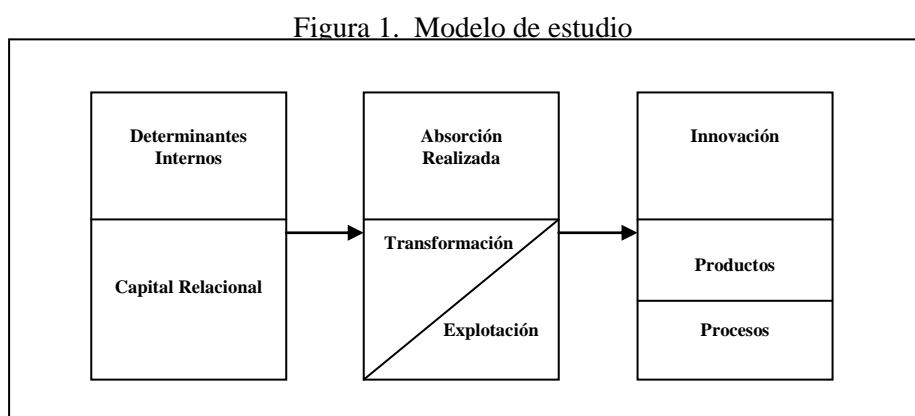 Figura 1. Modelo de estudio
Determinantes
Internos
Capital Relacional
Absorción
Realizada
Transformación
Explotación
Innovación
Productos
Procesos